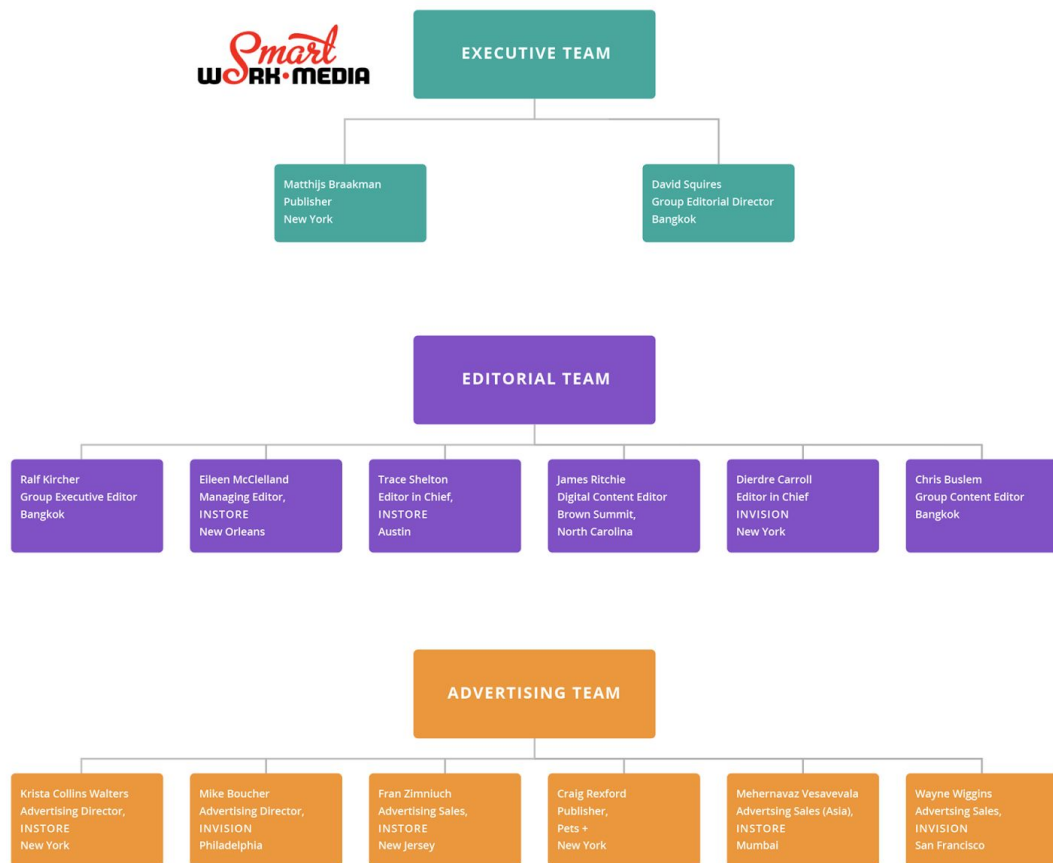 Smart
WORK•MEDIA
EXECUTIVE TEAM
Matthijs Braakman
Publisher
New York
David Squires
Group Editorial Director
Bangkok
EDITORIAL TEAM
Ralf Kircher
Group Executive Editor
Bangkok
Eileen McClelland
Managing Editor,
INSTORE
New Orleans
Trace Shelton
Editor in Chief,
INSTORE
Austin
James Ritchie
Digital Content Editor
Brown Summit,
North Carolina
Dierdre Carroll
Editor in Chief
INVISION
New York
Chris Buslem
Group Content Editor
Bangkok
ADVERTISING TEAM
Krista Collins Walters
Advertising Director,
INSTORE
New York
Mike Boucher
Advertising Director,
INVISION
Philadelphia
Fran Zimniuch
Advertising Sales,
INSTORE
New Jersey
Craig Rexford
Publisher,
Pets +
New York
Mehernavaz Vesavevala
Advertsing Sales (Asia),
INSTORE
Mumbai
Wayne Wiggins
Advertsing Sales,
INVISION
San Francisco